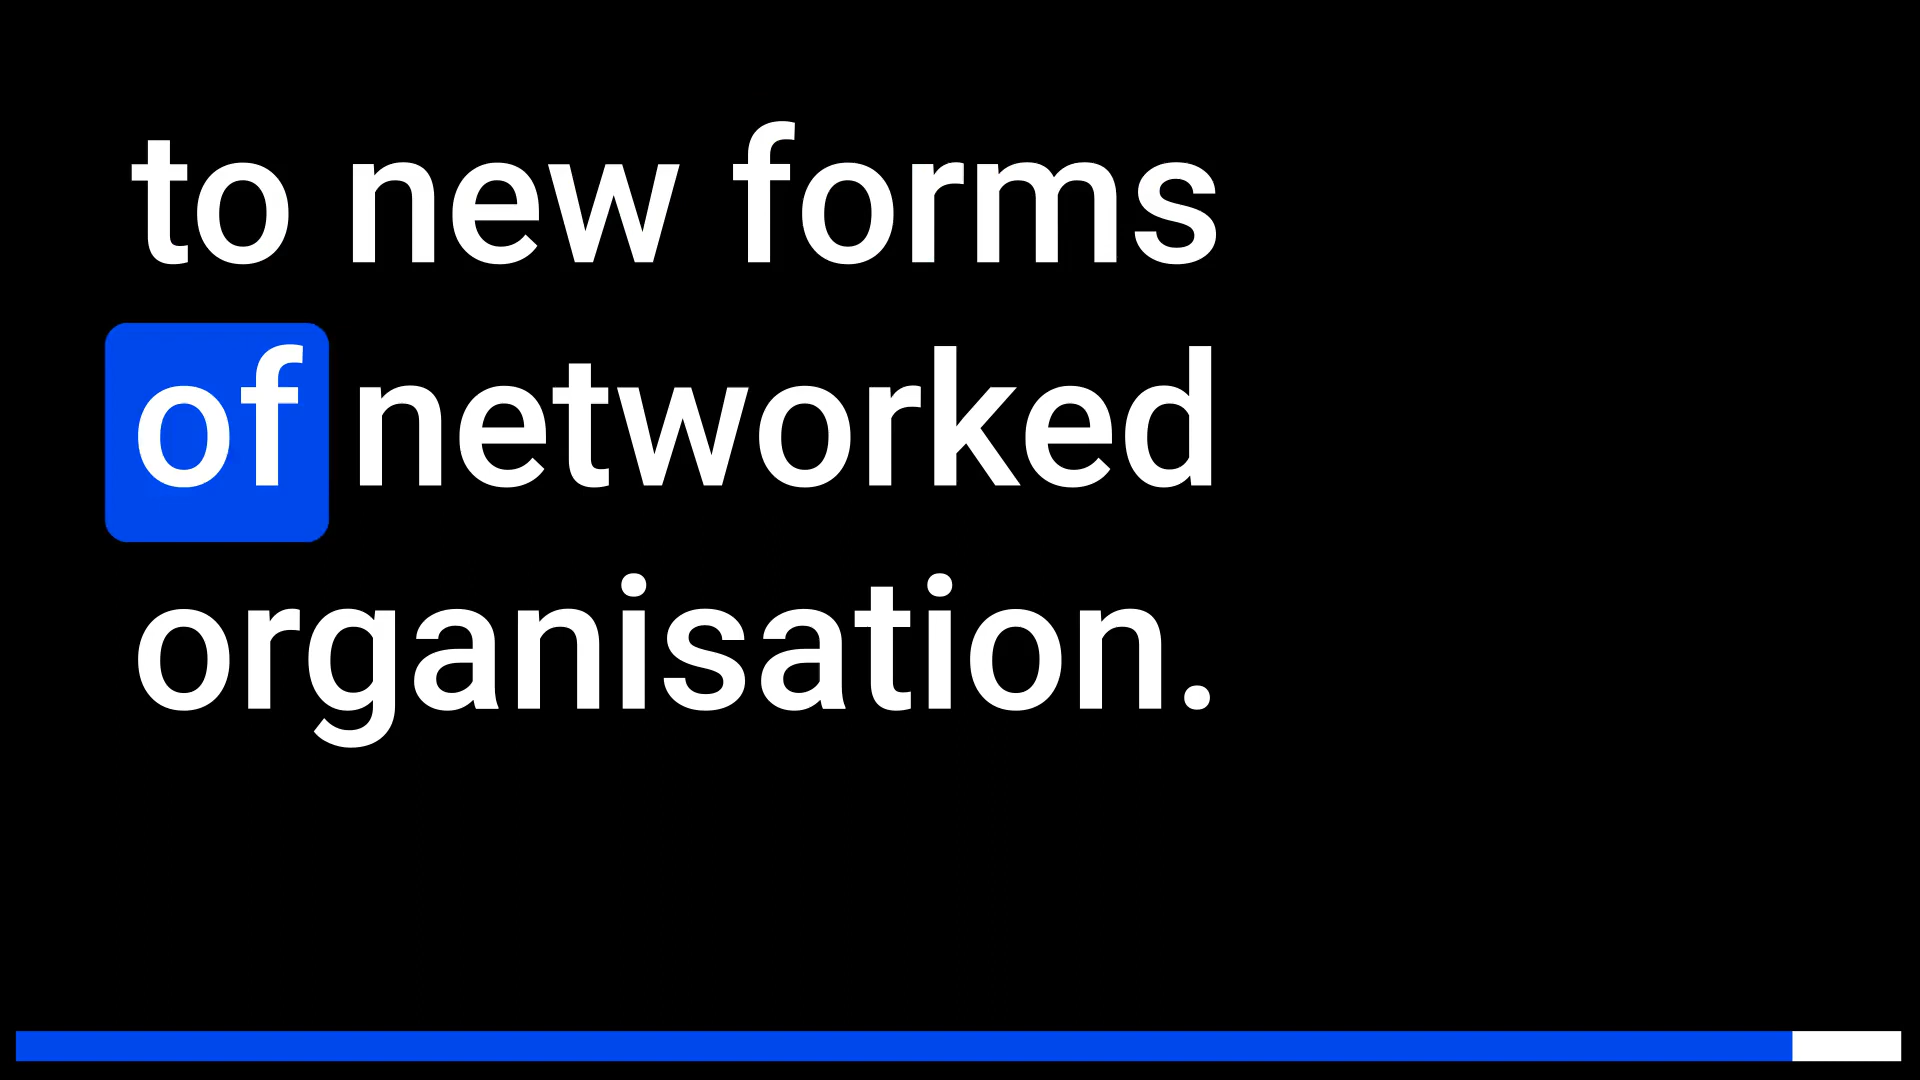 to new forms
of networked
organisation.